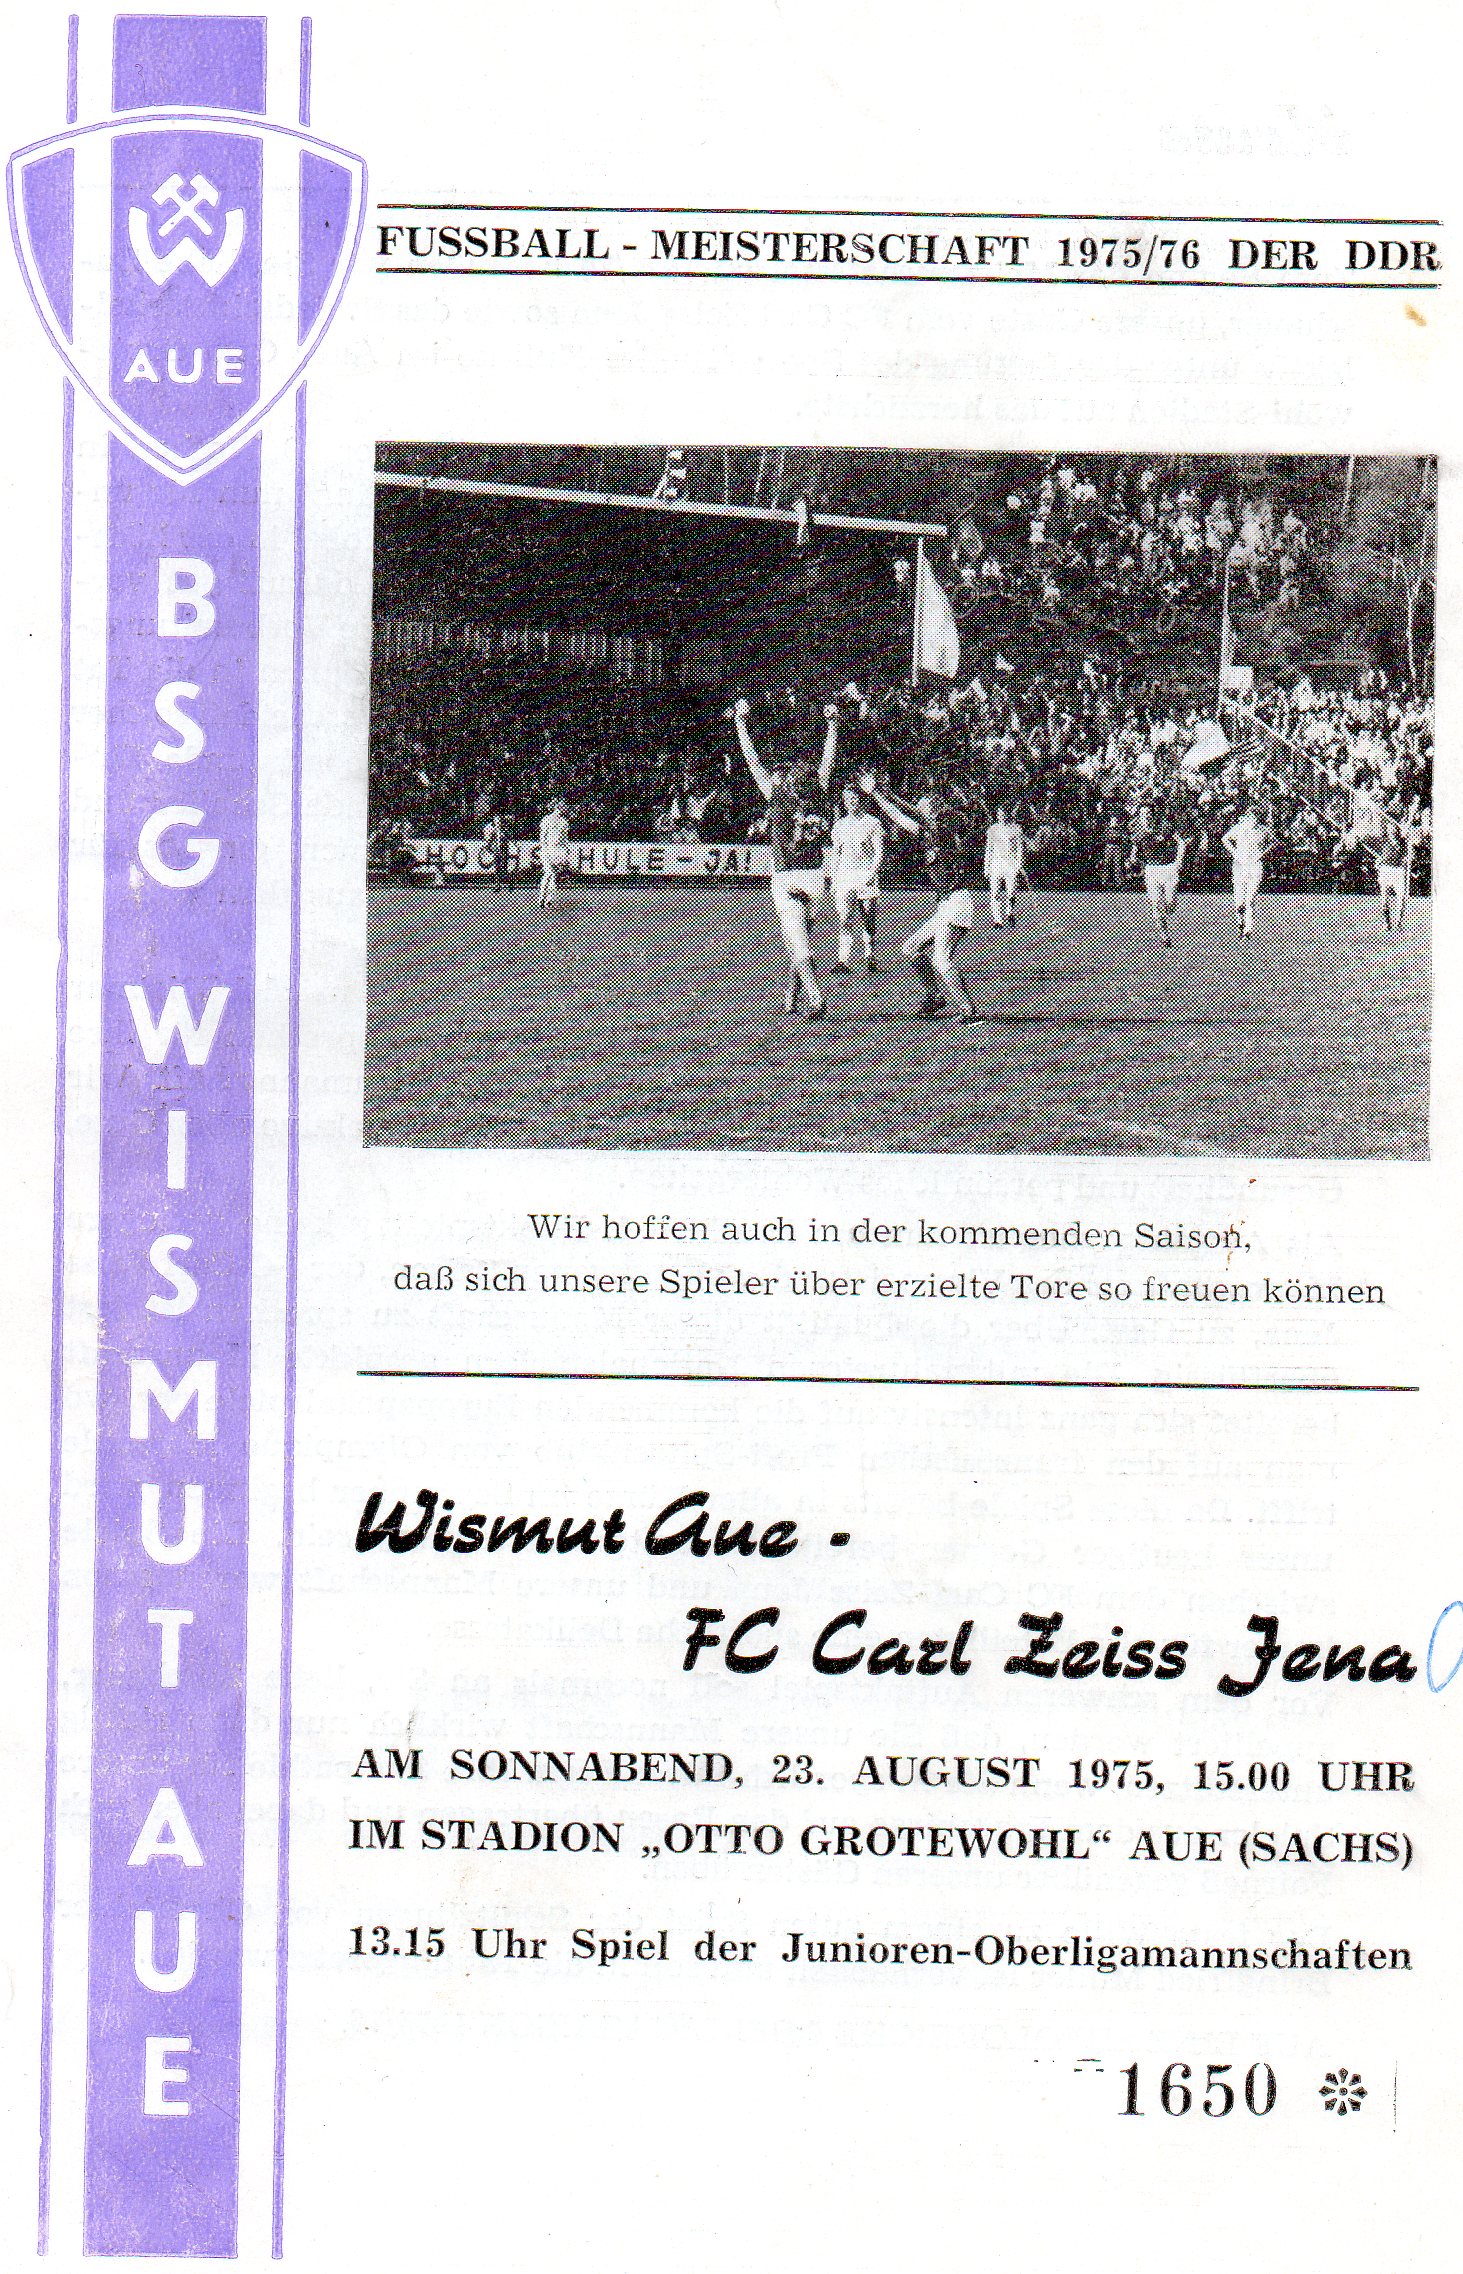 W
AUE
BSG WISMUT AUE
FUSSBALL - MEISTERSCHAFT 1975/76 DER DDR
HOCHSCHULE - JA!
Wir hoffen auch in der kommenden Saison,
daß sich unsere Spieler über erzielte Tore so freuen können
Wismut Aue -
FC Carl Zeiss Jena
AM SONNABEND, 23. AUGUST 1975, 15.00 UHR
IM STADION „OTTO GROTEWOHL“ AUE (SACHS)
13.15 Uhr Spiel der Junioren-Oberligamannschaften
1650 ❊